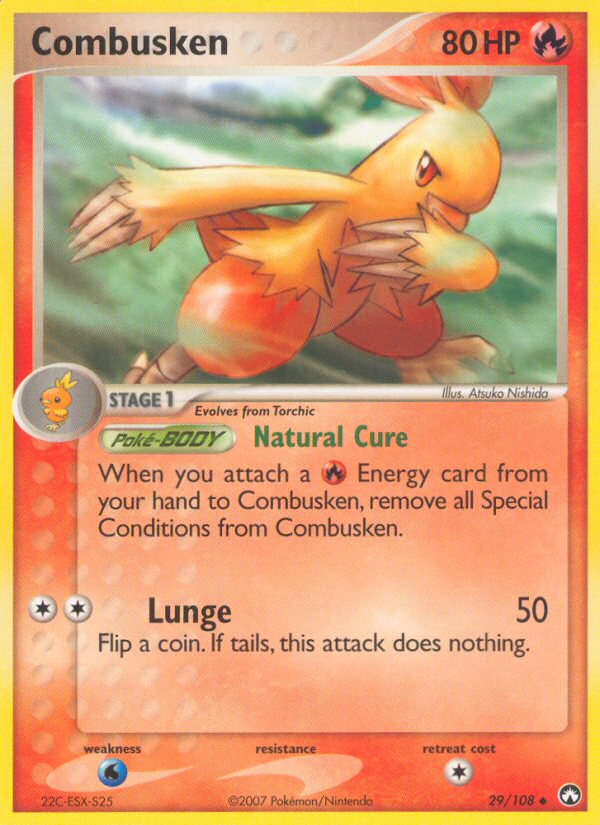 Combusken 80 HP
Illus. Atsuko Nishida
STAGE 1
Evolves from Torchic
Poké-BODY Natural Cure
When you attach a Energy card from
your hand to Combusken, remove all Special
Conditions from Combusken.
Lunge 50
Flip a coin. If tails, this attack does nothing.
weakness resistance retreat cost
22C-ESX-S25 ©2007 Pokémon/Nintendo 29/108